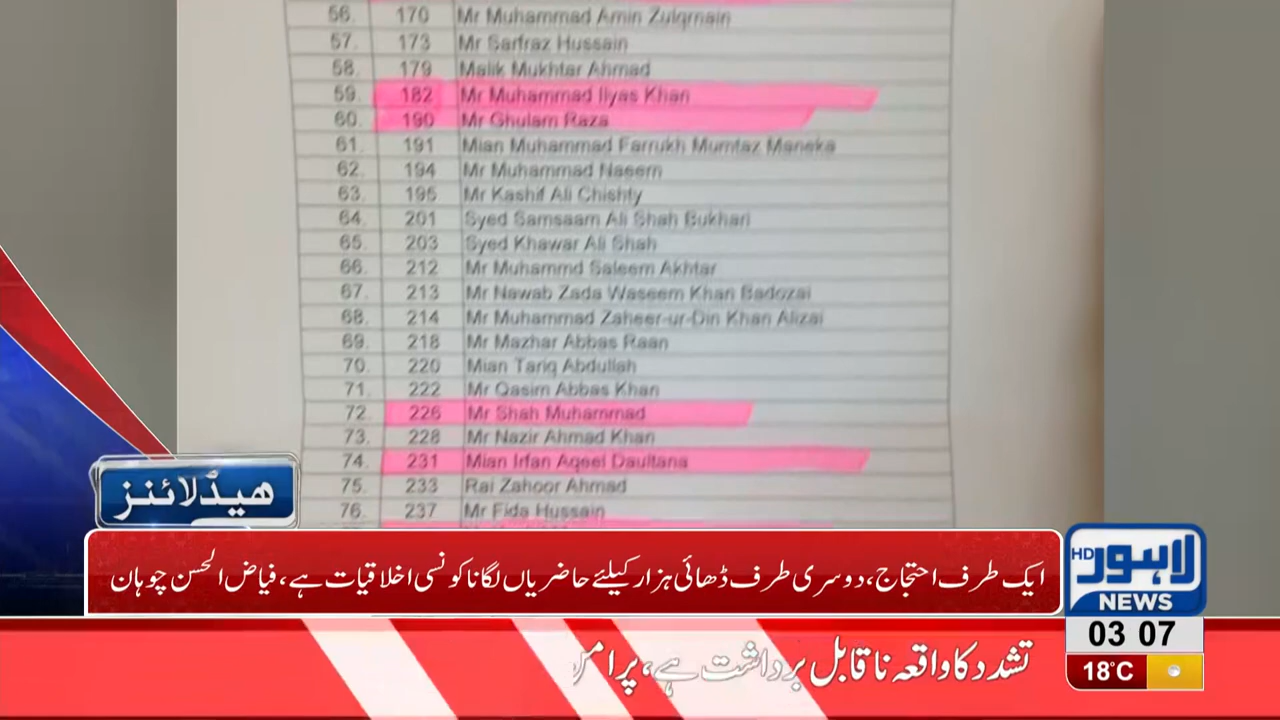 56. 170 Mr Muhammad Amin Zulqrnain
57. 173 Mr Sarfraz Hussain
58. 179 Malik Mukhtar Ahmad
59. 182 Mr Muhammad Ilyas Khan
60. 190 Mr Ghulam Raza
61. 191 Mian Muhammad Farrukh Mumtaz Maneka
62. 194 Mr Muhammad Naeem
63. 195 Mr Kashif Ali Chishty
64. 201 Syed Samsaam Ali Shah Bukhari
65. 203 Syed Khawar Ali Shah
66. 212 Mr Muhammd Saleem Akhtar
67. 213 Mr Nawab Zada Waseem Khan Badozai
68. 214 Mr Muhammad Zaheer-ur-Din Khan Alizai
69. 218 Mr Mazhar Abbas Raan
70. 220 Mian Tariq Abdullah
71. 222 Mr Qasim Abbas Khan
72. 226 Mr Shah Muhammad
73. 228 Mr Nazir Ahmad Khan
74. 231 Mian Irfan Aqeel Daultana
75. 233 Rai Zahoor Ahmad
76. 237 Mr Fida Hussain
ھیڈلائنز
ایک طرف احتجاج، دوسری طرف ڈھائی ہزار کیلئے حاضریاں لگانا کونسی اخلاقیات ہے، فیاض الحسن چوہان
لاہور HD
NEWS
03 07
18°C
تشدد کا واقعہ ناقابل برداشت ہے، پرامن